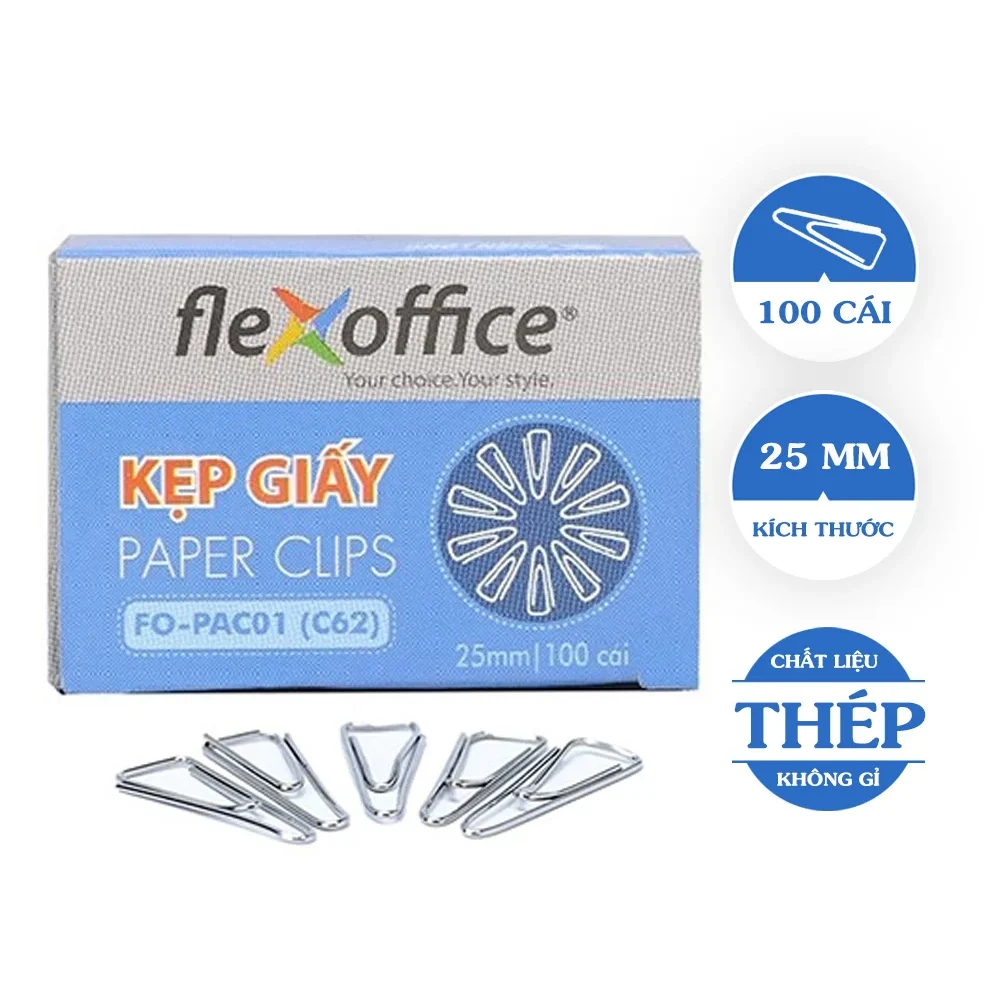 flexoffice®
Your choice. Your style.
KẸP GIẤY
PAPER CLIPS
FO-PAC01 (C62)
25mm | 100 cái
100 CÁI
25 MM
KÍCH THƯỚC
CHẤT LIỆU
THÉP
KHÔNG GỈ